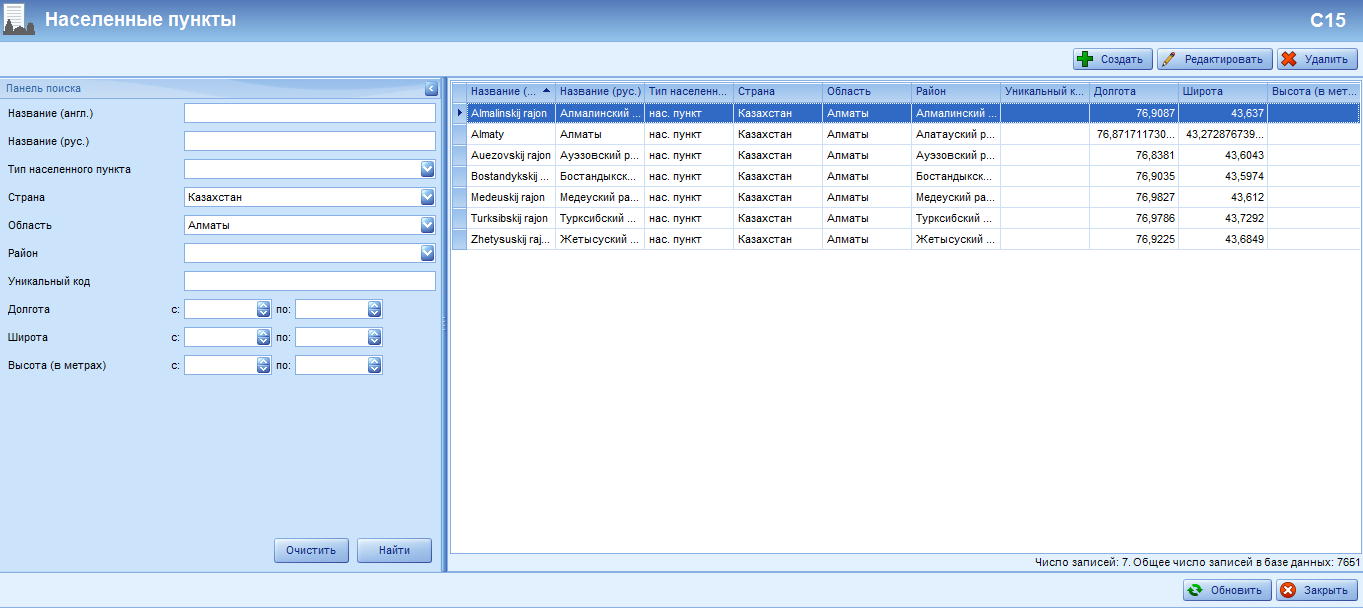 Населенные пункты
C15
Создать Редактировать Удалить
Панель поиска
Название (англ.)
Название (рус.)
Тип населенного пункта
Страна Казахстан
Область Алматы
Район
Уникальный код
Долгота с: по:
Широта с: по:
Высота (в метрах) с: по:
Очистить Найти
Название (... Название (рус.) Тип населенн... Страна Область Район Уникальный к... Долгота Широта Высота (в мет...
Almalinskij rajon Алмалинский ... нас. пункт Казахстан Алматы Алмалинский ... 76,9087 43,637
Almaty Алматы нас. пункт Казахстан Алматы Алатауский р... 76,871711730... 43,272876739...
Auezovskij rajon Ауэзовский р... нас. пункт Казахстан Алматы Ауэзовский р... 76,8381 43,6043
Bostandykskij ... Бостандыкск... нас. пункт Казахстан Алматы Бостандыкск... 76,9035 43,5974
Medeuskij rajon Медеуский ра... нас. пункт Казахстан Алматы Медеуский ра... 76,9827 43,612
Turksibskij rajon Турксибский ... нас. пункт Казахстан Алматы Турксибский ... 76,9786 43,7292
Zhetysuskij raj... Жетысуский ... нас. пункт Казахстан Алматы Жетысуский ... 76,9225 43,6849
Число записей: 7. Общее число записей в базе данных: 7651
Обновить Закрыть